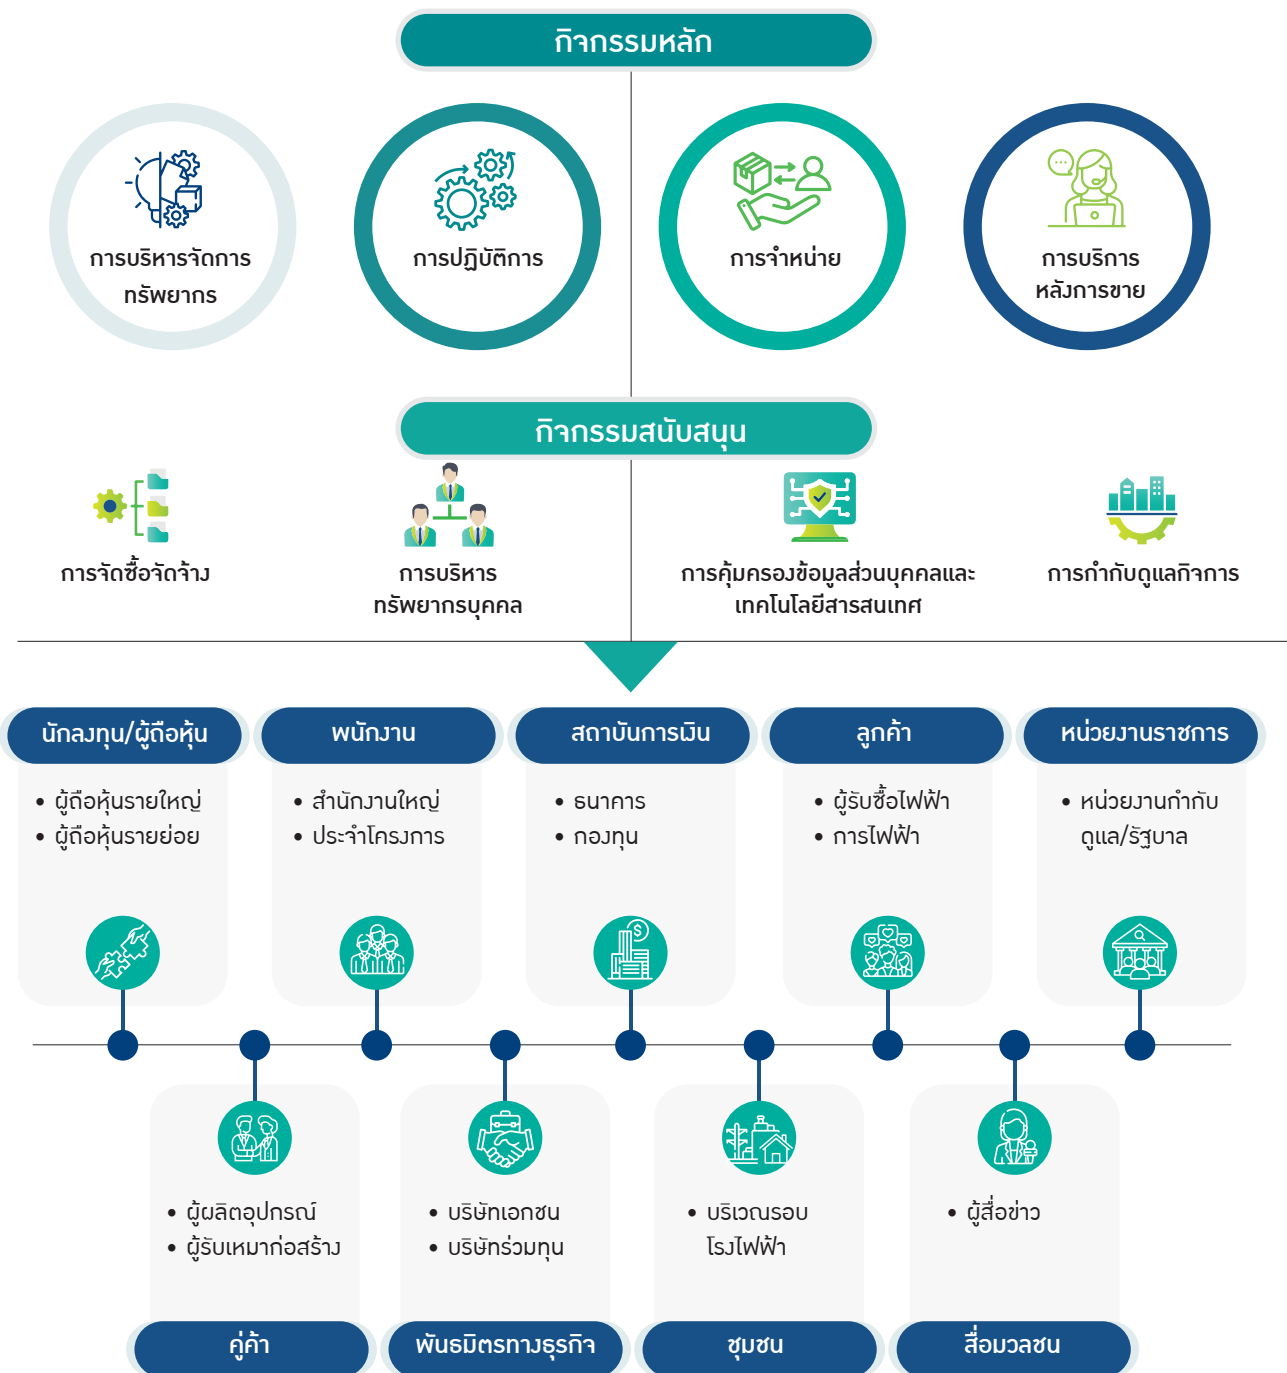 กิจกรรมหลัก
การบริหารจัดการ
ทรัพยากร
การปฏิบัติการ
การจำหน่าย
การบริการ
หลังการขาย
กิจกรรมสนับสนุน
การจัดซื้อจัดจ้าง
การบริหาร
ทรัพยากรบุคคล
การคุ้มครองข้อมูลส่วนบุคคลและ
เทคโนโลยีสารสนเทศ
การกำกับดูแลกิจการ
นักลงทุน/ผู้ถือหุ้น
• ผู้ถือหุ้นรายใหญ่
• ผู้ถือหุ้นรายย่อย
พนักงาน
• สำนักงานใหญ่
• ประจำโครงการ
สถาบันการเงิน
• ธนาคาร
• กองทุน
ลูกค้า
• ผู้รับซื้อไฟฟ้า
• การไฟฟ้า
หน่วยงานราชการ
• หน่วยงานกำกับ
ดูแล/รัฐบาล
• ผู้ผลิตอุปกรณ์
• ผู้รับเหมาก่อสร้าง
คู่ค้า
• บริษัทเอกชน
• บริษัทร่วมทุน
พันธมิตรทางธุรกิจ
• บริเวณรอบ
โรงไฟฟ้า
ชุมชน
• ผู้สื่อข่าว
สื่อมวลชน